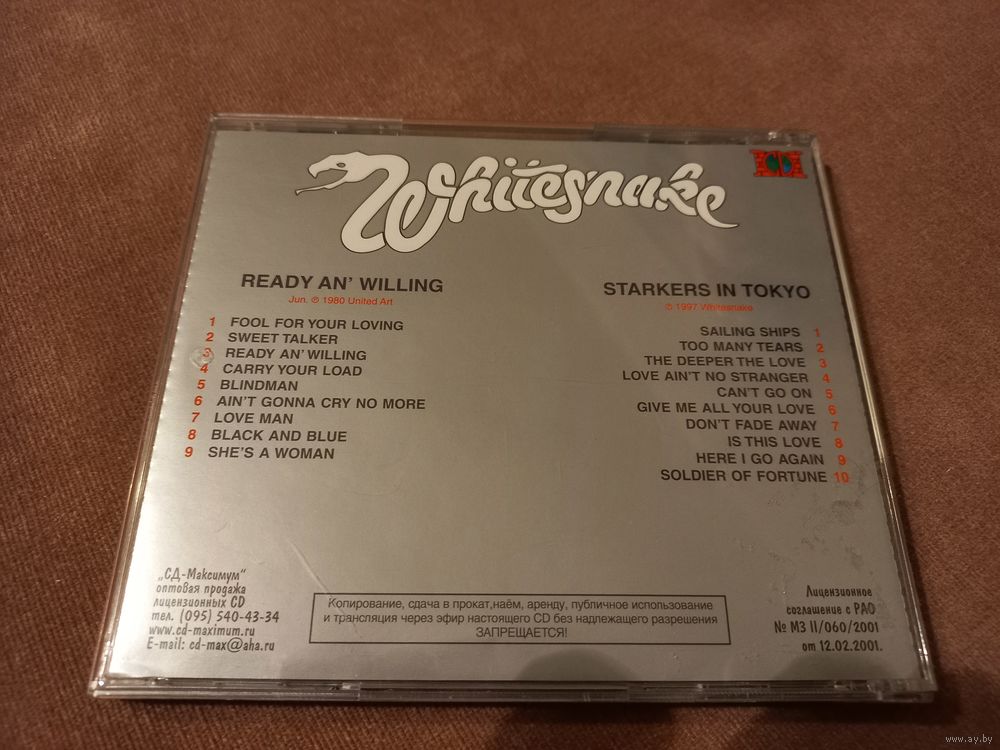 Whitesnake
CD
READY AN' WILLING
Jun. ℗ 1980 United Art
1 FOOL FOR YOUR LOVING
2 SWEET TALKER
3 READY AN' WILLING
4 CARRY YOUR LOAD
5 BLINDMAN
6 AIN'T GONNA CRY NO MORE
7 LOVE MAN
8 BLACK AND BLUE
9 SHE'S A WOMAN
STARKERS IN TOKYO
℗ 1997 Whitesnake
SAILING SHIPS 1
TOO MANY TEARS 2
THE DEEPER THE LOVE 3
LOVE AIN'T NO STRANGER 4
CAN'T GO ON 5
GIVE ME ALL YOUR LOVE 6
DON'T FADE AWAY 7
IS THIS LOVE 8
HERE I GO AGAIN 9
SOLDIER OF FORTUNE 10
„СД-Максимум"
оптовая продажа
лицензионных CD
тел. (095) 540-43-34
www.cd-maximum.ru
E-mail: cd-max@aha.ru
Копирование, сдача в прокат,наём, аренду, публичное использование
и трансляция через эфир настоящего CD без надлежащего разрешения
ЗАПРЕЩАЕТСЯ!
Лицензионное
соглашение с РАО
№ МЗ II/060/2001
от 12.02.2001.
www.ay.by